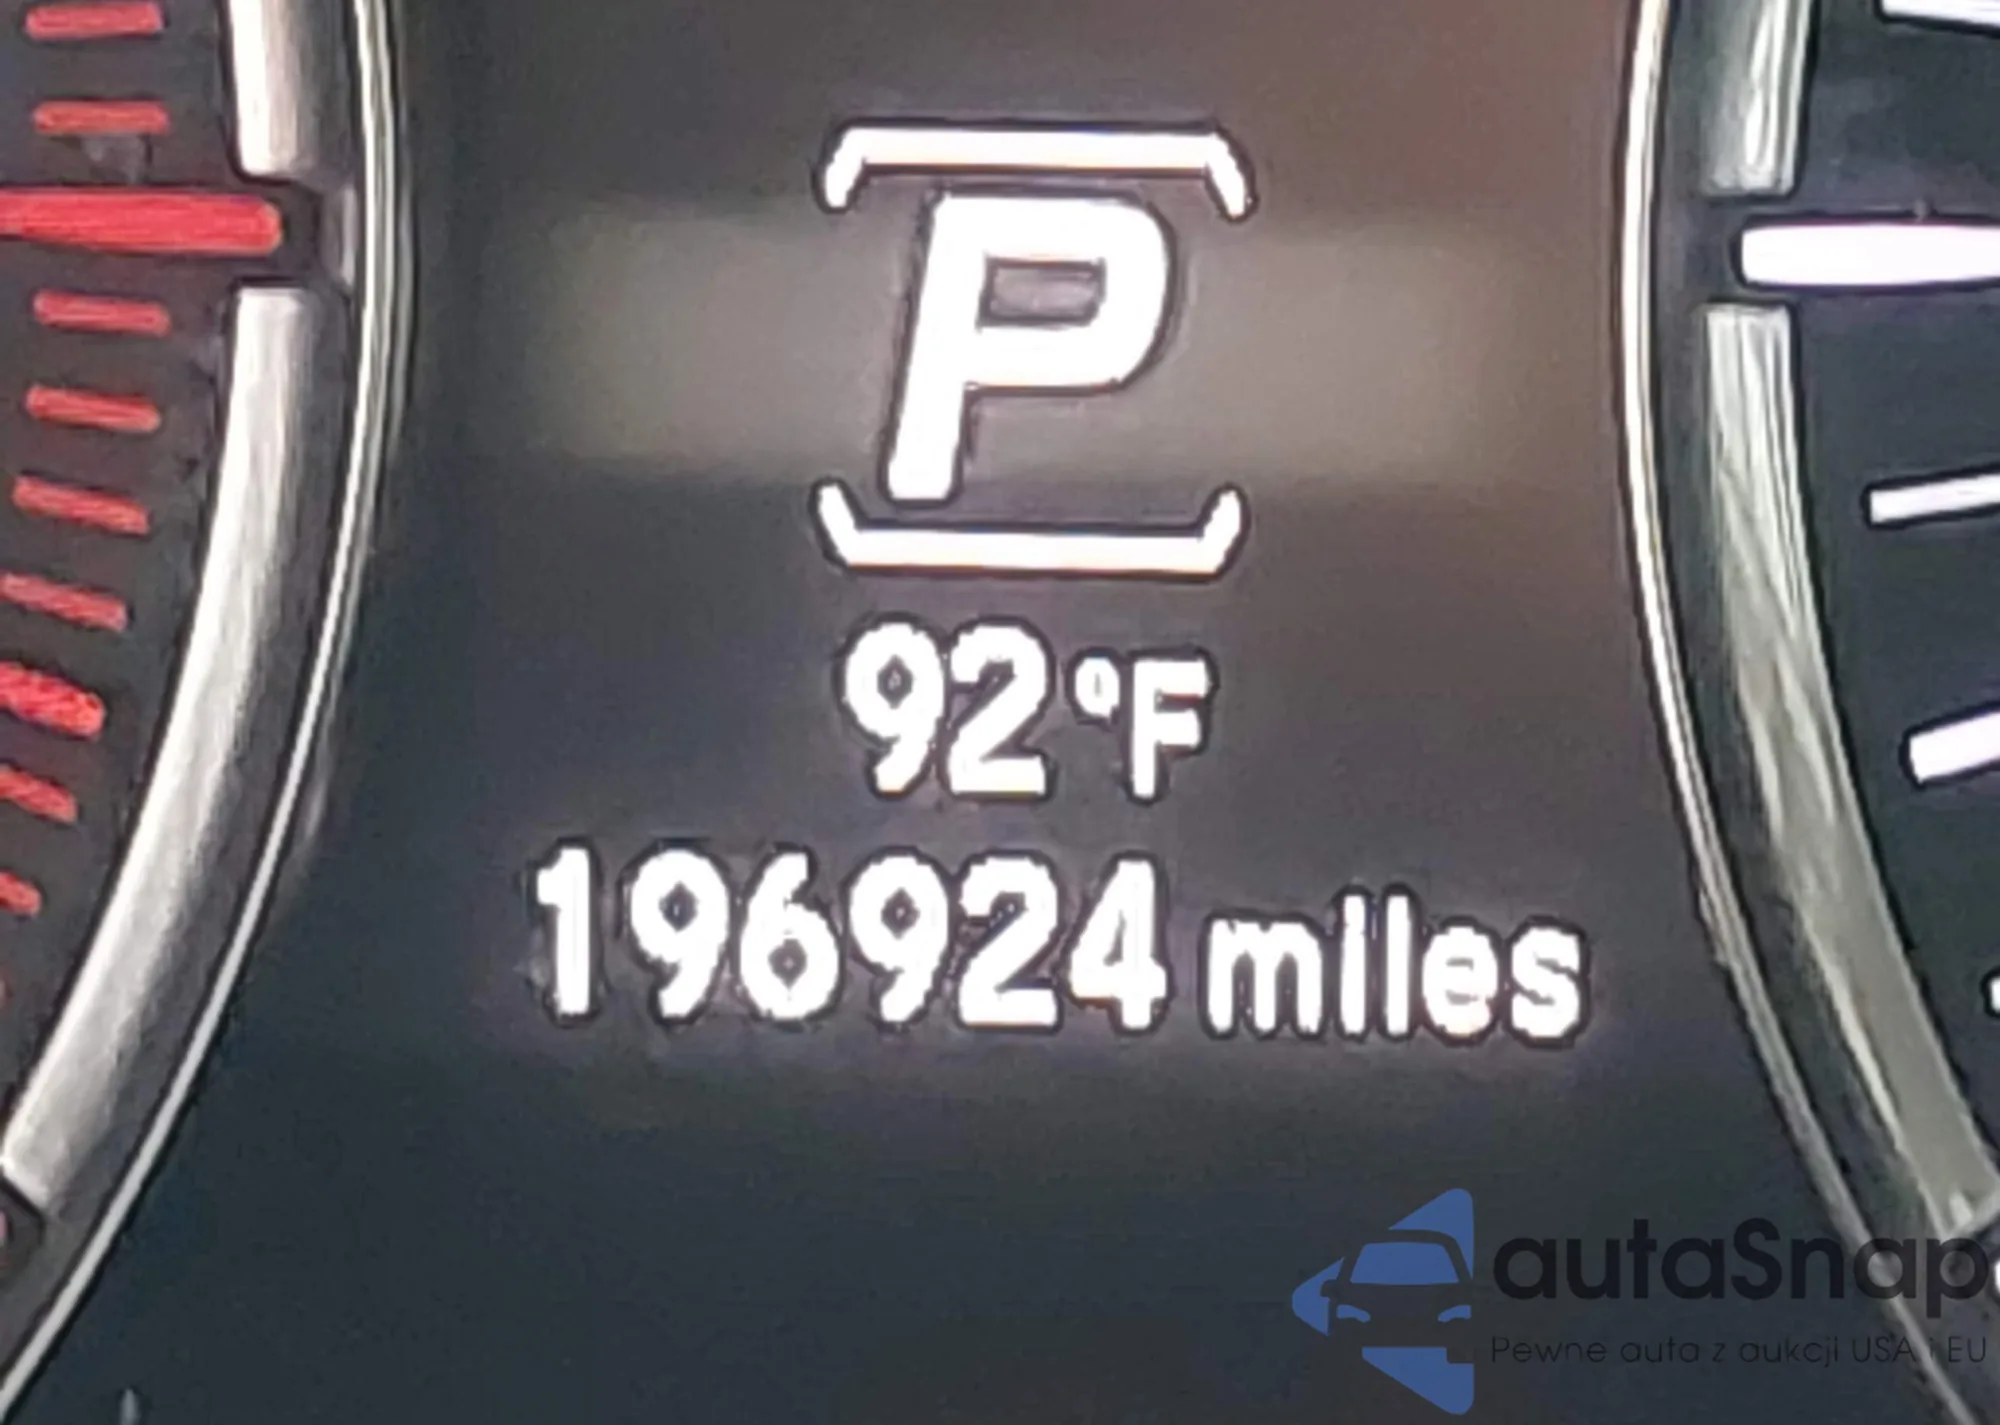 P
92 °F
196924 miles
autaSnap
Pewne auta z aukcji USA i EU